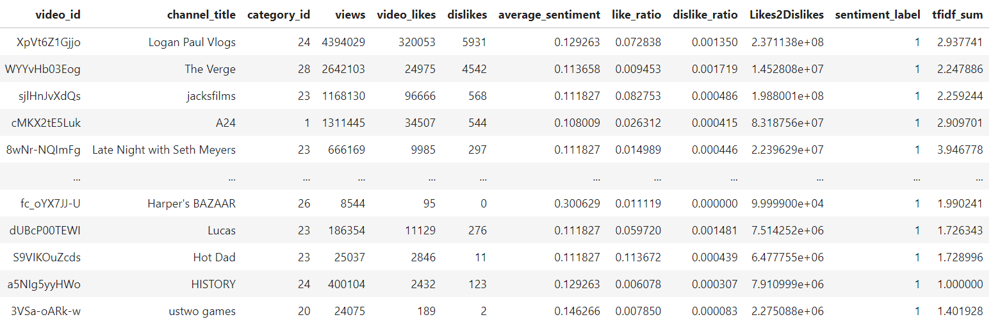 video_id channel_title category_id views video_likes dislikes average_sentiment like_ratio dislike_ratio Likes2Dislikes sentiment_label tfidf_sum
XpVt6Z1Gjjo Logan Paul Vlogs 24 4394029 320053 5931 0.129263 0.072838 0.001350 2.371138e+08 1 2.937741
WYYvHb03Eog The Verge 28 2642103 24975 4542 0.113658 0.009453 0.001719 1.452808e+07 1 2.247886
sjlHnJvXdQs jacksfilms 23 1168130 96666 568 0.111827 0.082753 0.000486 1.988001e+08 1 2.259244
cMKX2tE5Luk A24 1 1311445 34507 544 0.108009 0.026312 0.000415 8.318756e+07 1 2.909701
8wNr-NQImFg Late Night with Seth Meyers 23 666169 9985 297 0.111827 0.014989 0.000446 2.239629e+07 1 3.946778
... ... ... ... ... ... ... ... ... ... ... ...
fc_oYX7JJ-U Harper's BAZAAR 26 8544 95 0 0.300629 0.011119 0.000000 9.999900e+04 1 1.990241
dUBcP00TEWI Lucas 23 186354 11129 276 0.111827 0.059720 0.001481 7.514252e+06 1 1.726343
S9VIKOuZcds Hot Dad 23 25037 2846 11 0.111827 0.113672 0.000439 6.477755e+06 1 1.728996
a5NIg5yyHWo HISTORY 24 400104 2432 123 0.129263 0.006078 0.000307 7.910999e+06 1 1.000000
3VSa-oARk-w ustwo games 20 24075 189 2 0.146266 0.007850 0.000083 2.275088e+06 1 1.401928